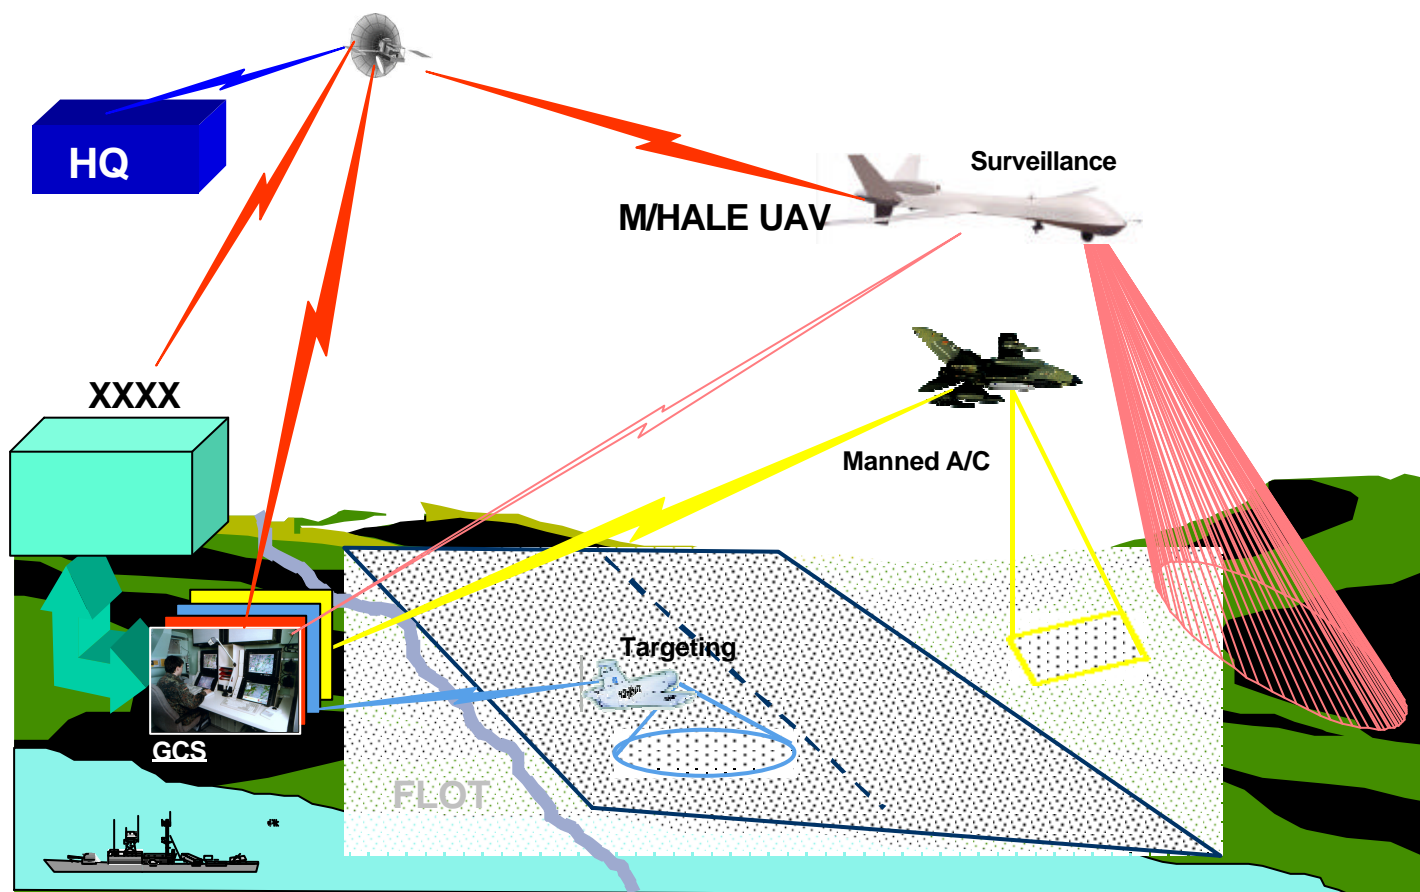 HQ
Surveillance
M/HALE UAV
XXXX
Manned A/C
Targeting
GCS
FLOT